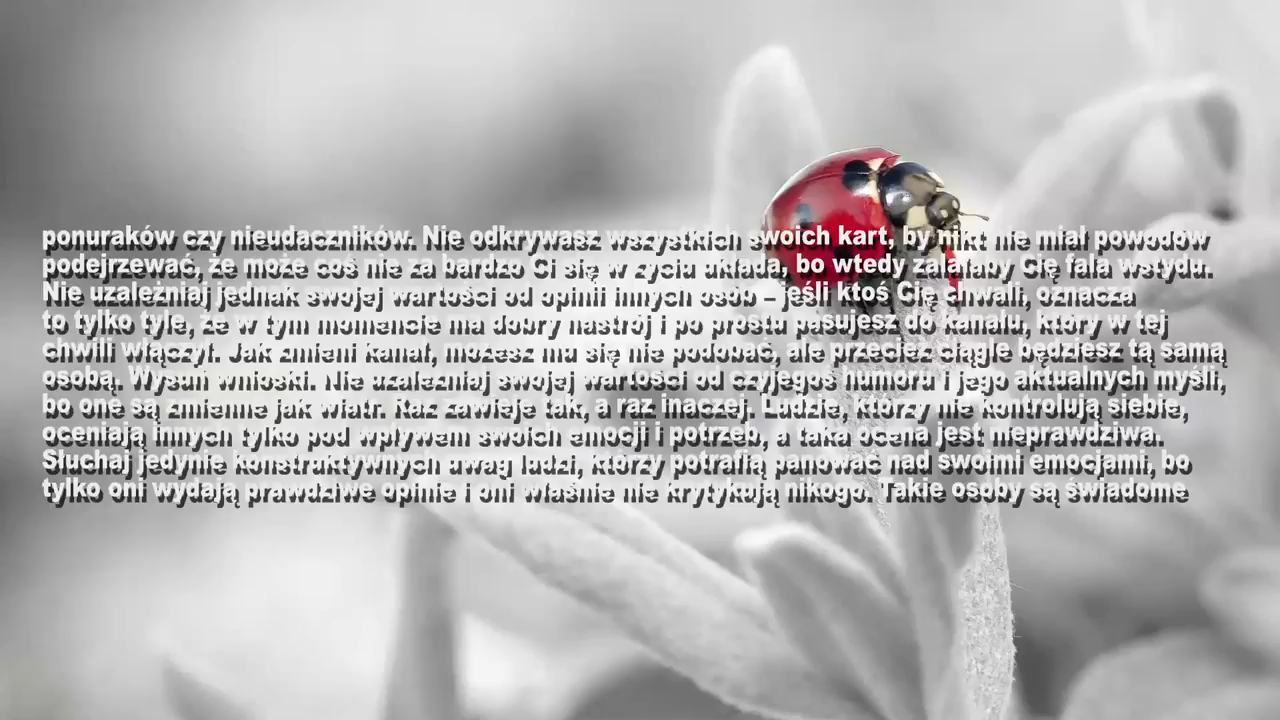 ponuraków czy nieudaczników. Nie odkrywasz wszystkich swoich kart, by nikt nie miał powodów
podejrzewać, że może coś nie za bardzo Ci się w życiu układa, bo wtedy zalałaby Cię fala wstydu.
Nie uzależniaj jednak swojej wartości od opinii innych osób – jeśli ktoś Cię chwali, oznacza
to tylko tyle, że w tym momencie ma dobry nastrój i po prostu pasujesz do kanału, który w tej
chwili włączył. Jak zmieni kanał, możesz mu się nie podobać, ale przecież ciągle będziesz tą samą
osobą. Wysuń wnioski. Nie uzależniaj swojej wartości od czyjegoś humoru i jego aktualnych myśli,
bo one są zmienne jak wiatr. Raz zawieje tak, a raz inaczej. Ludzie, którzy nie kontrolują siebie,
oceniają innych tylko pod wpływem swoich emocji i potrzeb, a taka ocena jest nieprawdziwa.
Słuchaj jedynie konstruktywnych uwag ludzi, którzy potrafią panować nad swoimi emocjami, bo
tylko oni wydają prawdziwe opinie i oni właśnie nie krytykują nikogo. Takie osoby są świadome